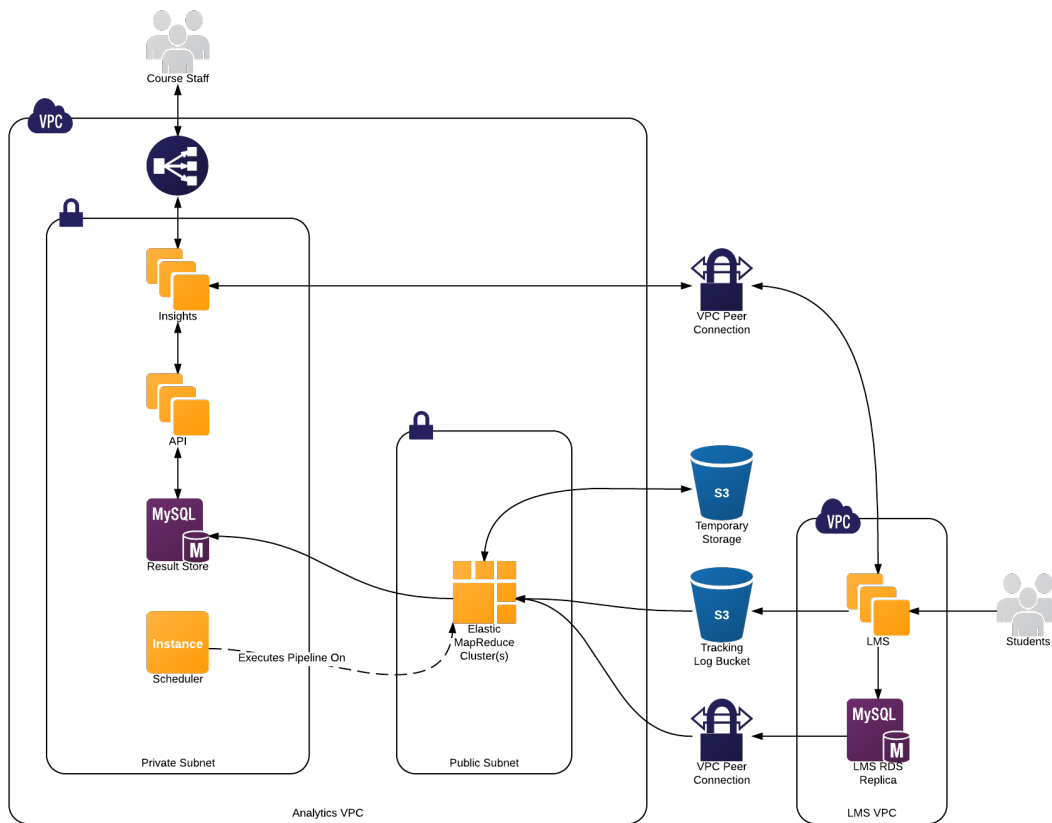 Course Staff
VPC
Insights
VPC Peer
Connection
API
S3
Temporary
Storage
MySQL
M
Result Store
VPC
Elastic
MapReduce
Cluster(s)
S3
Tracking
Log Bucket
LMS
Students
Instance
Scheduler
Executes Pipeline On
VPC Peer
Connection
MySQL
M
LMS RDS
Replica
Private Subnet
Public Subnet
Analytics VPC
LMS VPC